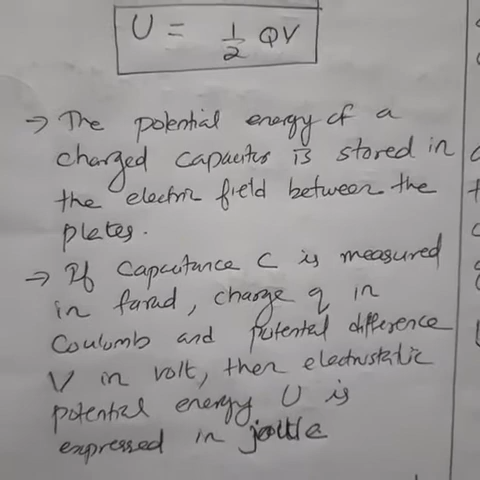 U = 1/2 QV
→ The potential energy of a
charged capacitor is stored in
the electric field between the
plates.
→ If Capacitance C is measured
in farad, charge q in
Coulomb and potential difference
V in volt, then electrostatic
potential energy U is
expressed in joule